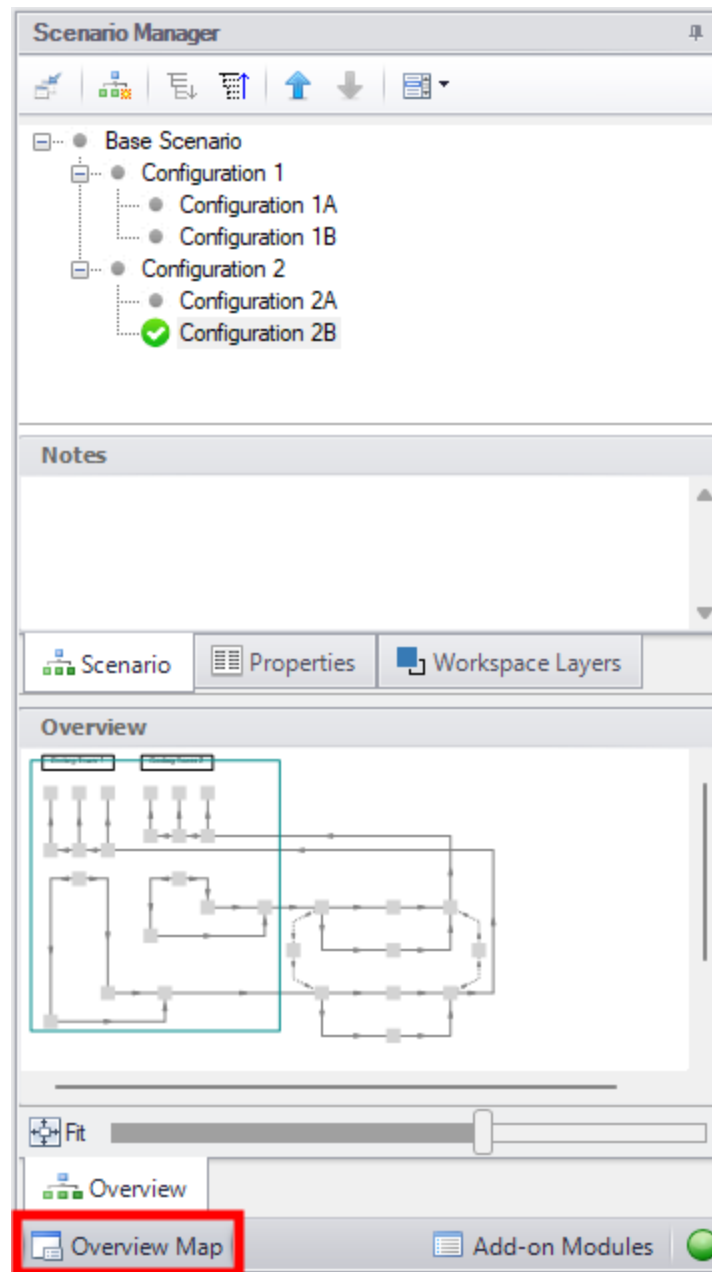 Scenario Manager
Base Scenario
Configuration 1
Configuration 1A
Configuration 1B
Configuration 2
Configuration 2A
Configuration 2B
Notes
Scenario Properties Workspace Layers
Overview
Fit
Overview
Overview Map Add-on Modules